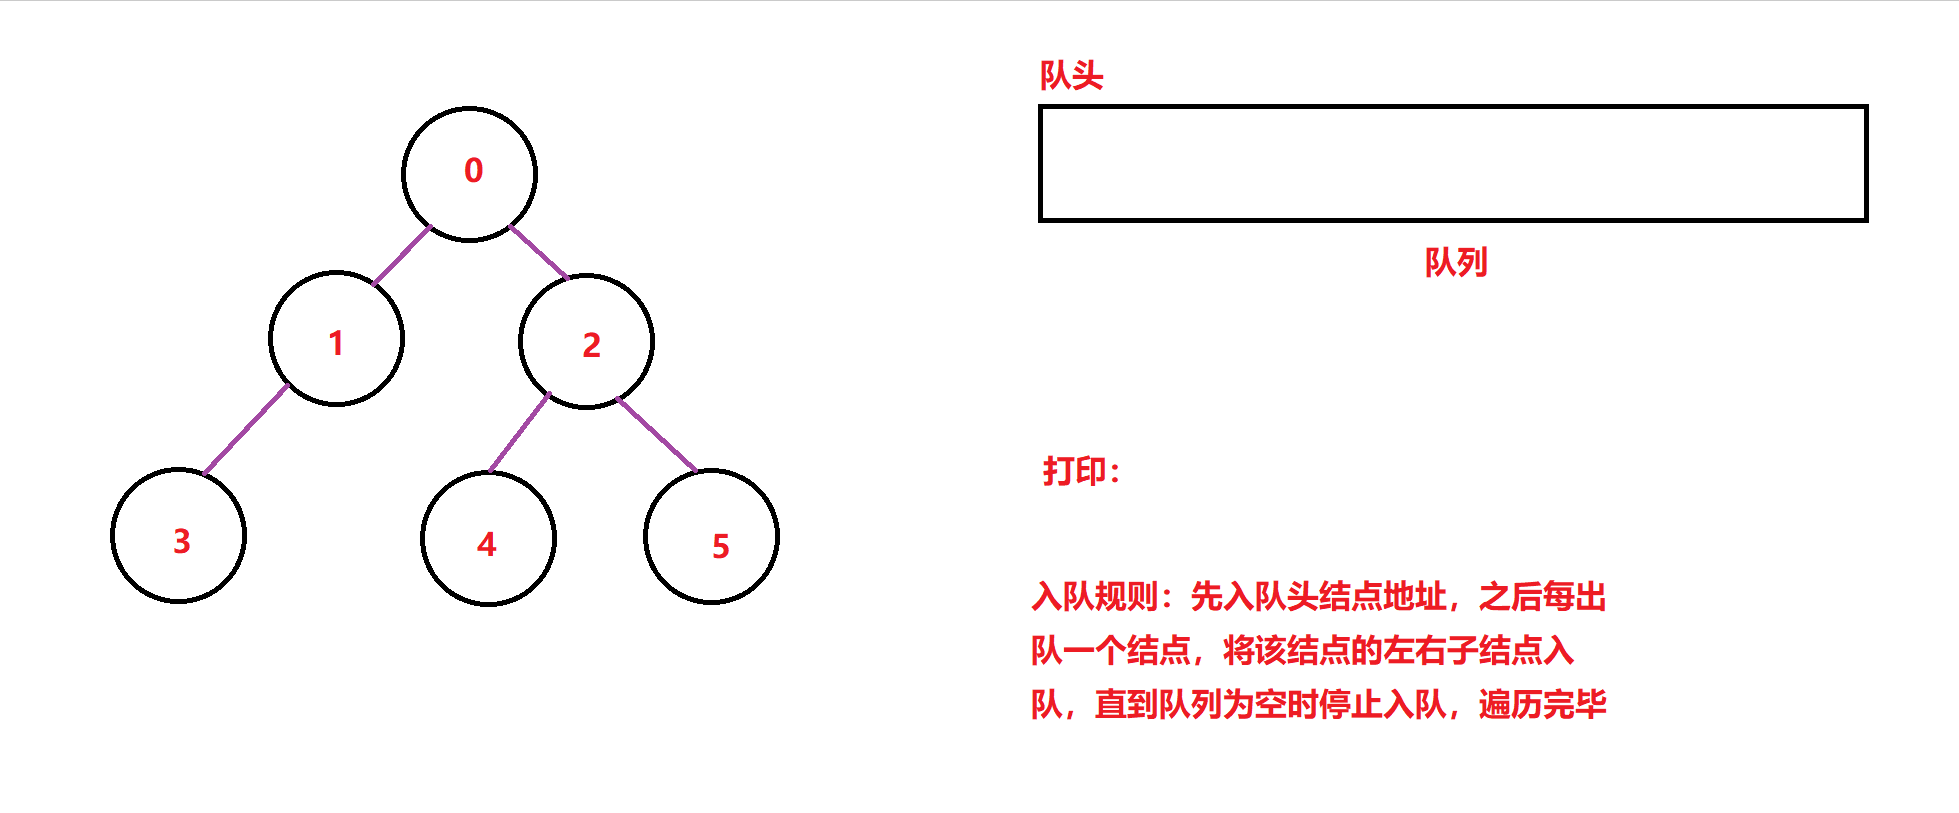 0
1
2
3
4
5
队头
队列
打印：
入队规则：先入队头结点地址，之后每出
队一个结点，将该结点的左右子结点入
队，直到队列为空时停止入队，遍历完毕